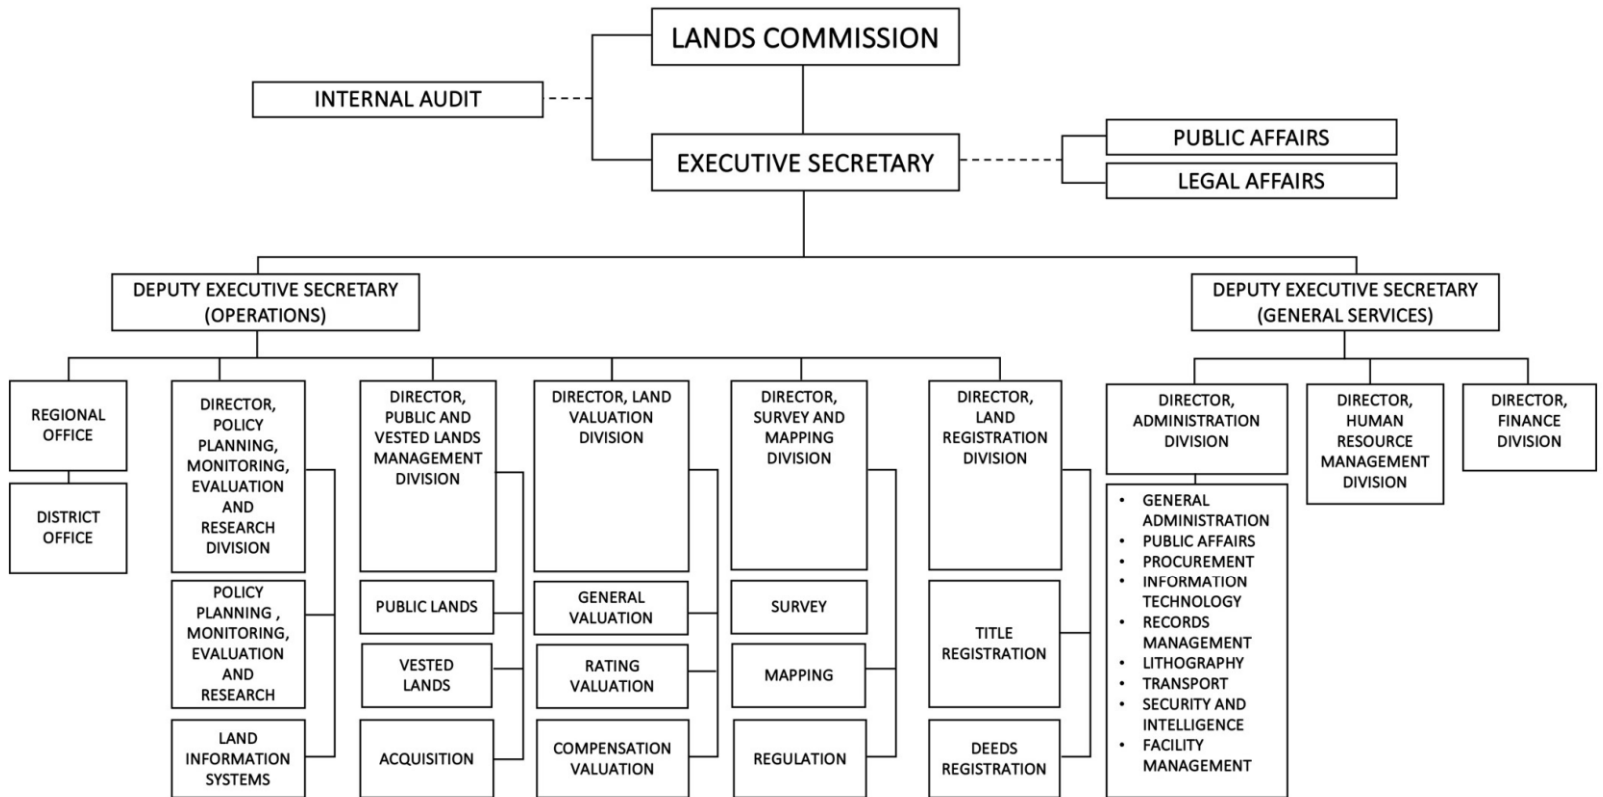 LANDS COMMISSION
INTERNAL AUDIT
EXECUTIVE SECRETARY
PUBLIC AFFAIRS
LEGAL AFFAIRS
DEPUTY EXECUTIVE SECRETARY
(OPERATIONS)
DEPUTY EXECUTIVE SECRETARY
(GENERAL SERVICES)
REGIONAL
OFFICE
DISTRICT
OFFICE
DIRECTOR,
POLICY
PLANNING,
MONITORING,
EVALUATION
AND
RESEARCH
DIVISION
POLICY
PLANNING ,
MONITORING,
EVALUATION
AND
RESEARCH
LAND
INFORMATION
SYSTEMS
DIRECTOR,
PUBLIC AND
VESTED LANDS
MANAGEMENT
DIVISION
PUBLIC LANDS
VESTED
LANDS
ACQUISITION
DIRECTOR, LAND
VALUATION
DIVISION
GENERAL
VALUATION
RATING
VALUATION
COMPENSATION
VALUATION
DIRECTOR,
SURVEY AND
MAPPING
DIVISION
SURVEY
MAPPING
REGULATION
DIRECTOR,
LAND
REGISTRATION
DIVISION
TITLE
REGISTRATION
DEEDS
REGISTRATION
DIRECTOR,
ADMINISTRATION
DIVISION
• GENERAL
ADMINISTRATION
• PUBLIC AFFAIRS
• PROCUREMENT
• INFORMATION
TECHNOLOGY
• RECORDS
MANAGEMENT
• LITHOGRAPHY
• TRANSPORT
• SECURITY AND
INTELLIGENCE
• FACILITY
MANAGEMENT
DIRECTOR,
HUMAN
RESOURCE
MANAGEMENT
DIVISION
DIRECTOR,
FINANCE
DIVISION